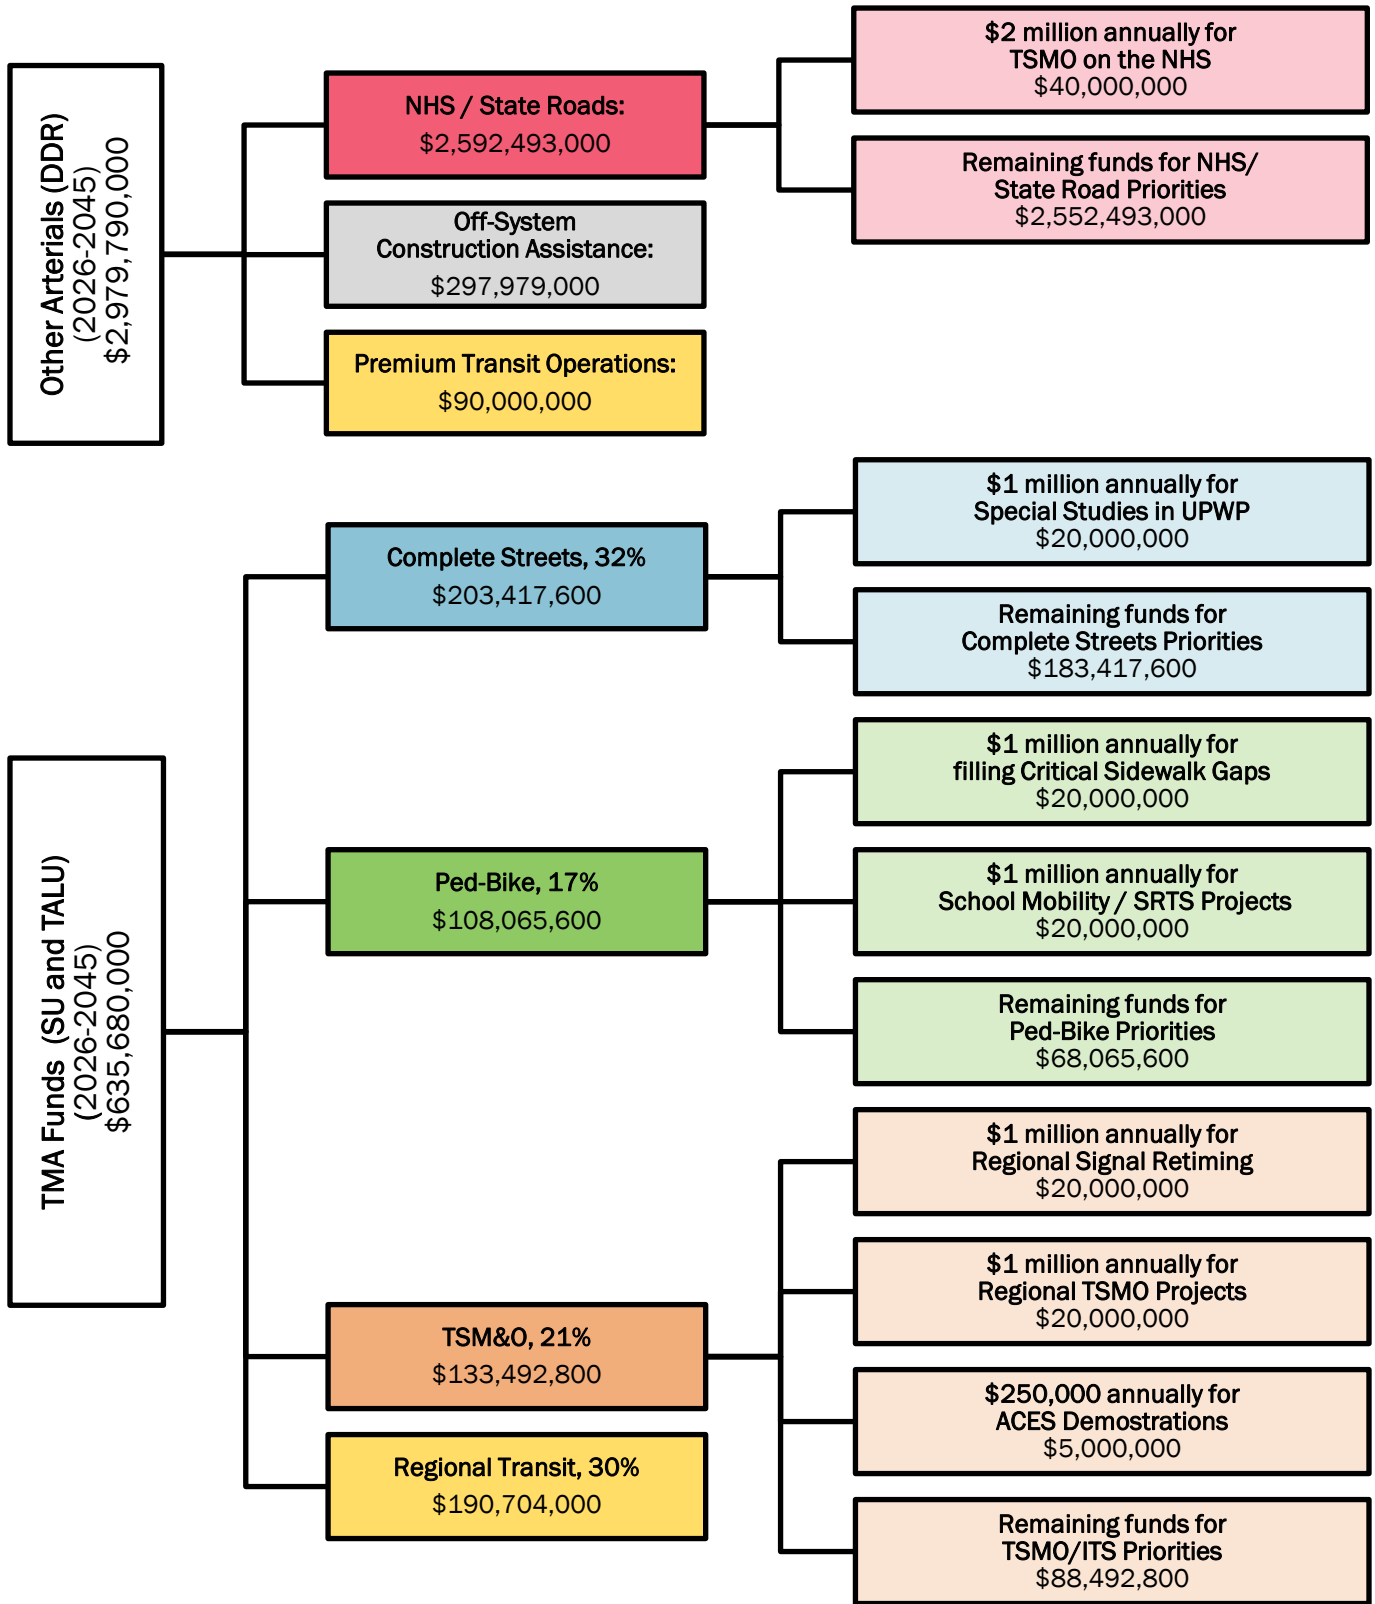 Other Arterials (DDR)
(2026-2045)
$2,979,790,000
NHS / State Roads:
$2,592,493,000
$2 million annually for
TSMO on the NHS
$40,000,000
Remaining funds for NHS/
State Road Priorities
$2,552,493,000
Off-System
Construction Assistance:
$297,979,000
Premium Transit Operations:
$90,000,000
TMA Funds (SU and TALU)
(2026-2045)
$635,680,000
Complete Streets, 32%
$203,417,600
$1 million annually for
Special Studies in UPWP
$20,000,000
Remaining funds for
Complete Streets Priorities
$183,417,600
Ped-Bike, 17%
$108,065,600
$1 million annually for
filling Critical Sidewalk Gaps
$20,000,000
$1 million annually for
School Mobility / SRTS Projects
$20,000,000
Remaining funds for
Ped-Bike Priorities
$68,065,600
TSM&O, 21%
$133,492,800
$1 million annually for
Regional Signal Retiming
$20,000,000
$1 million annually for
Regional TSMO Projects
$20,000,000
$250,000 annually for
ACES Demostrations
$5,000,000
Remaining funds for
TSMO/ITS Priorities
$88,492,800
Regional Transit, 30%
$190,704,000